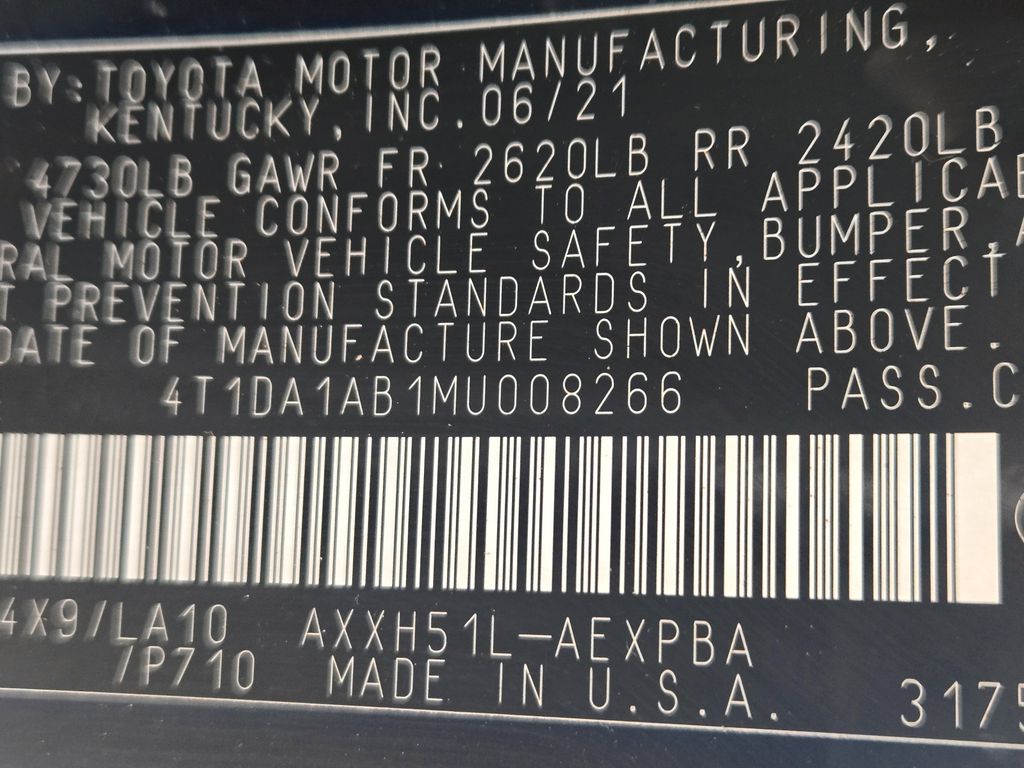 BY: TOYOTA MOTOR MANUFACTURING,
KENTUCKY, INC. 06/21
4730LB GAWR FR 2620LB RR 2420LB
VEHICLE CONFORMS TO ALL APPLICAB
RAL MOTOR VEHICLE SAFETY, BUMPER, A
T PREVENTION STANDARDS IN EFFECT
DATE OF MANUFACTURE SHOWN ABOVE.
4T1DA1AB1MU008266 PASS.C
4X9/LA10 AXXH51L-AEXPBA
/P710 MADE IN U.S.A. 3175